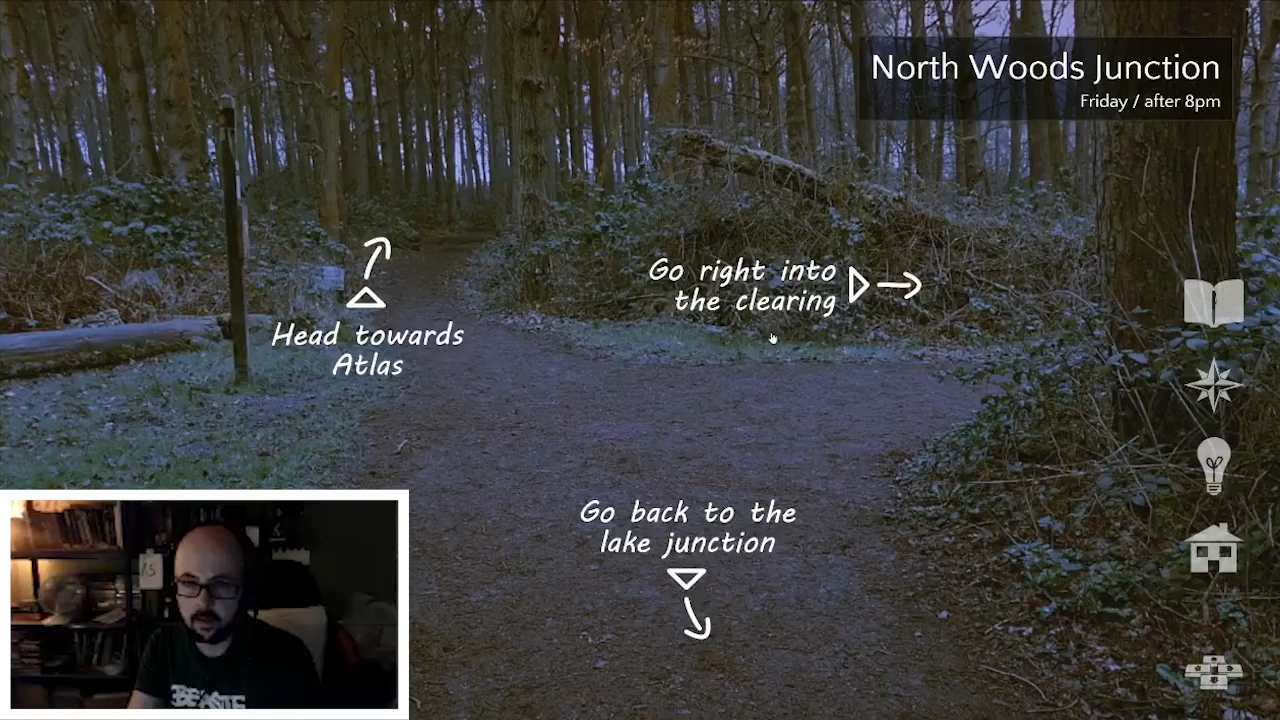 North Woods Junction
Friday / after 8pm
Go right into
the clearing
Head towards
Atlas
Go back to the
lake junction